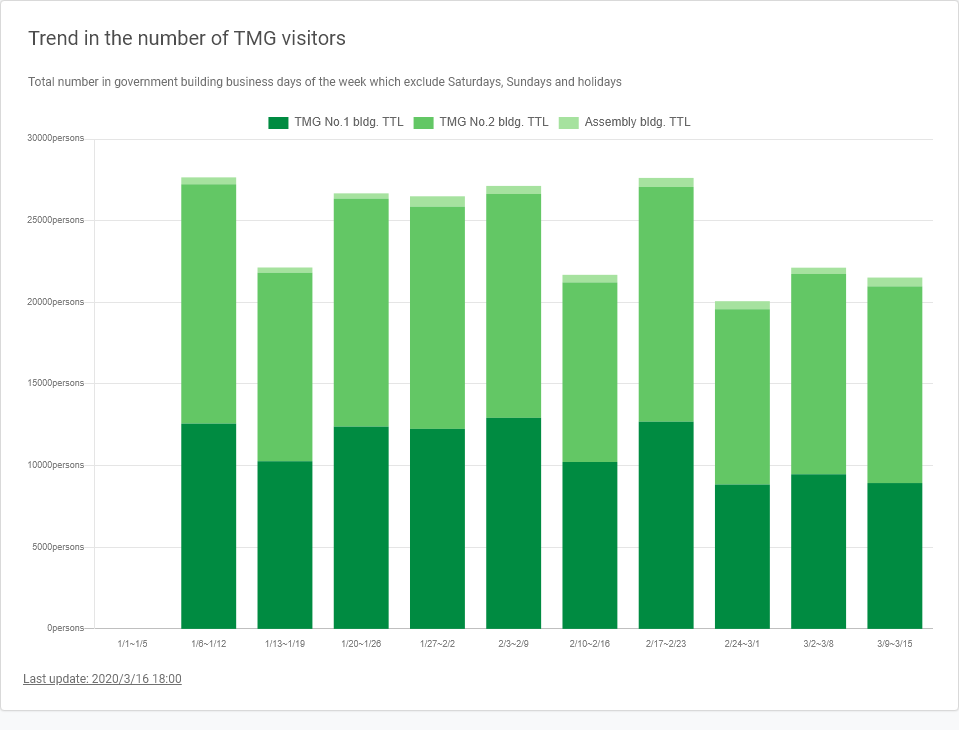 Trend in the number of TMG visitors
Total number in government building business days of the week which exclude Saturdays, Sundays and holidays
TMG No.1 bldg. TTL TMG No.2 bldg. TTL Assembly bldg. TTL
30000persons
25000persons
20000persons
15000persons
10000persons
5000persons
0persons
1/1~1/5 1/6~1/12 1/13~1/19 1/20~1/26 1/27~2/2 2/3~2/9 2/10~2/16 2/17~2/23 2/24~3/1 3/2~3/8 3/9~3/15
Last update: 2020/3/16 18:00